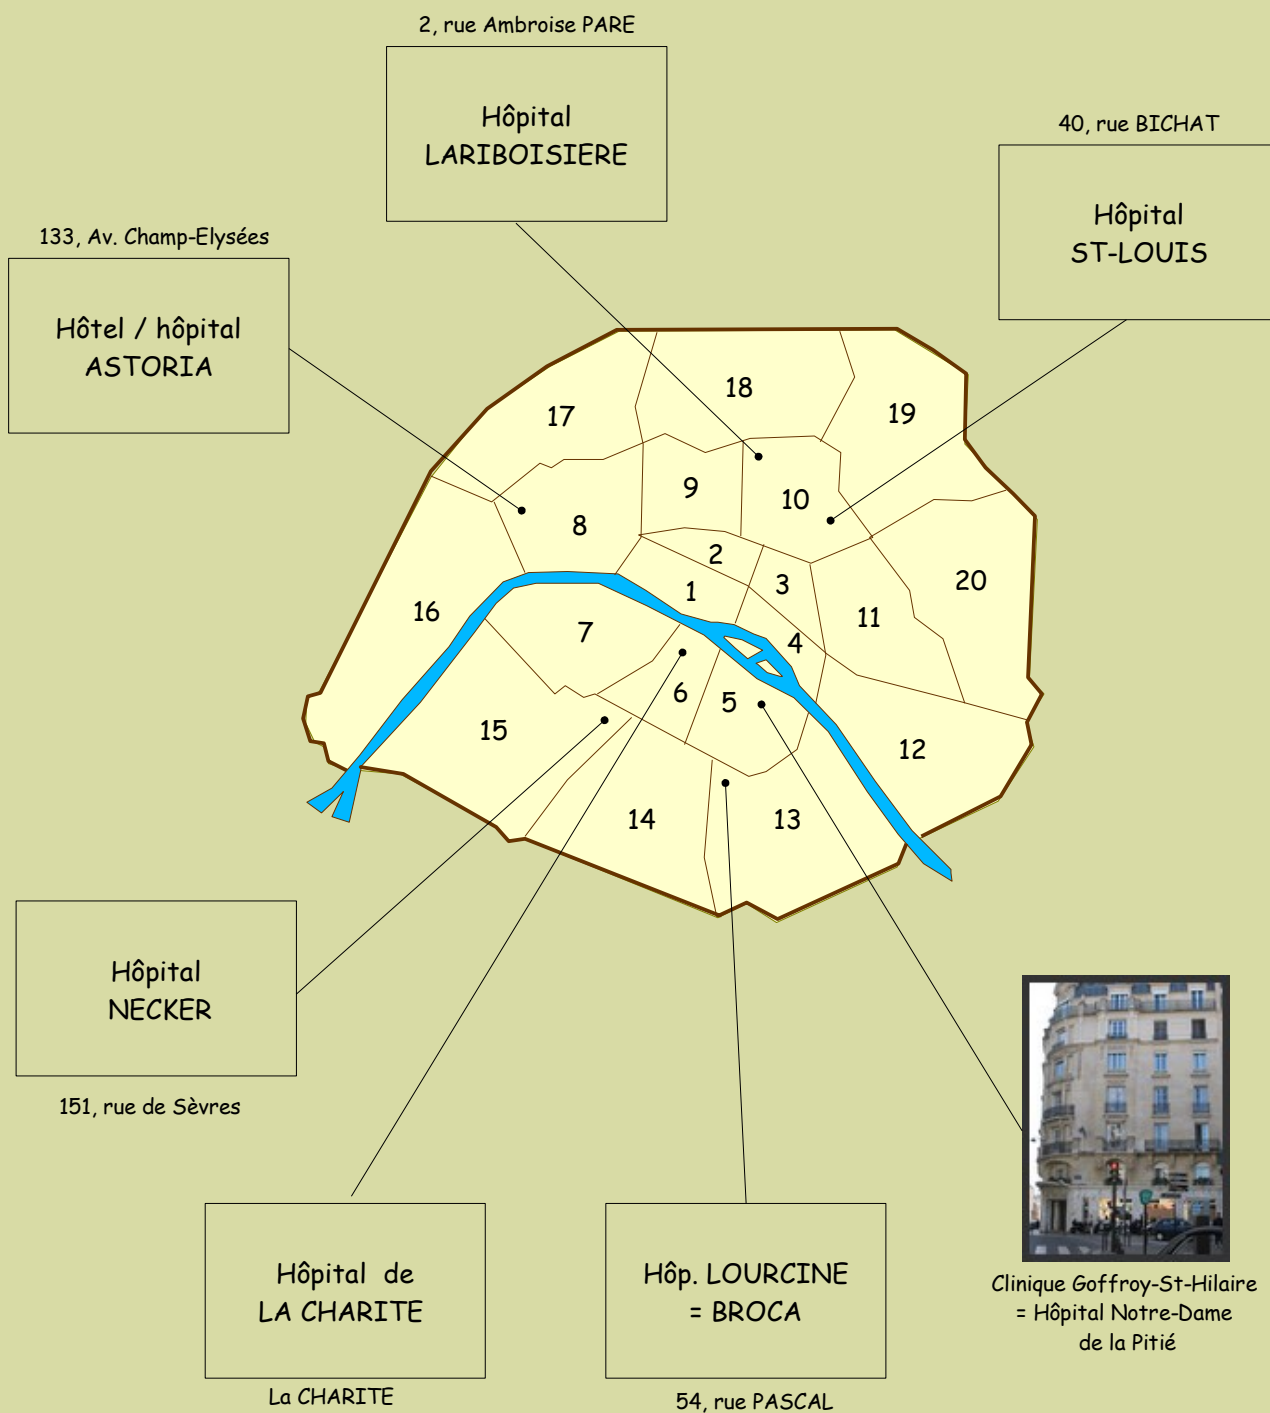 2, rue Ambroise PARE
Hôpital
LARIBOISIERE
40, rue BICHAT
Hôpital
ST-LOUIS
133, Av. Champ-Elysées
Hôtel / hôpital
ASTORIA
18
17
19
9
10
8
2
3
20
1
16
11
7
4
6
5
15
12
14
13
Hôpital
NECKER
151, rue de Sèvres
Hôpital de
LA CHARITE
La CHARITE
Hôp. LOURCINE
= BROCA
54, rue PASCAL
Clinique Goffroy-St-Hilaire
= Hôpital Notre-Dame
de la Pitié